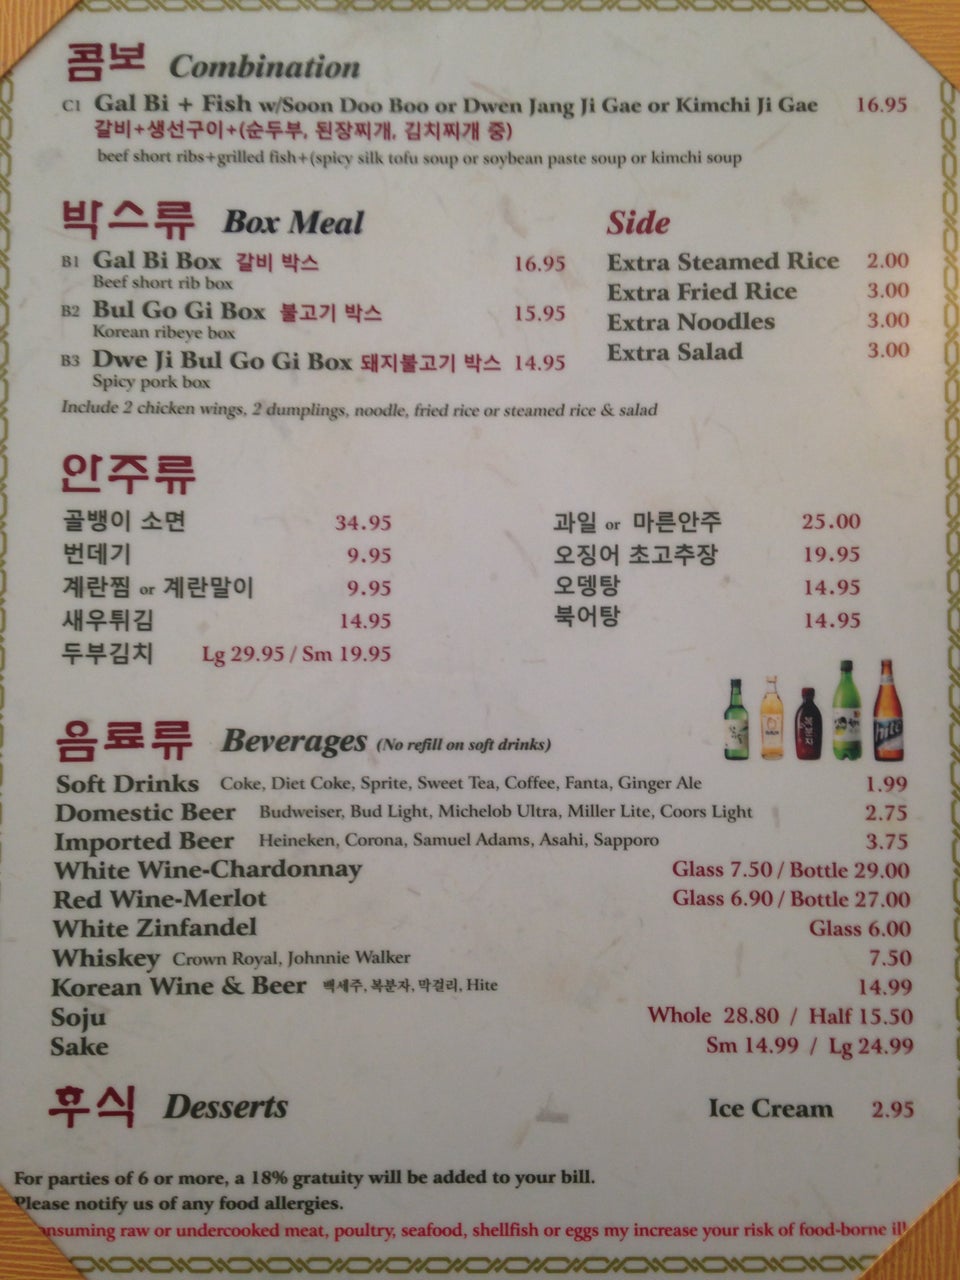 콤보 Combination
C1 Gal Bi + Fish w/Soon Doo Boo or Dwen Jang Ji Gae or Kimchi Ji Gae 16.95
갈비+생선구이+(순두부, 된장찌개, 김치찌개 중)
beef short ribs+grilled fish+(spicy silk tofu soup or soybean paste soup or kimchi soup
박스류 Box Meal
B1 Gal Bi Box 갈비 박스 16.95
Beef short rib box
B2 Bul Go Gi Box 불고기 박스 15.95
Korean ribeye box
B3 Dwe Ji Bul Go Gi Box 돼지불고기 박스 14.95
Spicy pork box
Include 2 chicken wings, 2 dumplings, noodle, fried rice or steamed rice & salad
Side
Extra Steamed Rice 2.00
Extra Fried Rice 3.00
Extra Noodles 3.00
Extra Salad 3.00
안주류
골뱅이 소면 34.95
번데기 9.95
계란찜 or 계란말이 9.95
새우튀김 14.95
두부김치 Lg 29.95 / Sm 19.95
과일 or 마른안주 25.00
오징어 초고추장 19.95
오뎅탕 14.95
북어탕 14.95
hite
음료류 Beverages (No refill on soft drinks)
Soft Drinks Coke, Diet Coke, Sprite, Sweet Tea, Coffee, Fanta, Ginger Ale 1.99
Domestic Beer Budweiser, Bud Light, Michelob Ultra, Miller Lite, Coors Light 2.75
Imported Beer Heineken, Corona, Samuel Adams, Asahi, Sapporo 3.75
White Wine-Chardonnay Glass 7.50 / Bottle 29.00
Red Wine-Merlot Glass 6.90 / Bottle 27.00
White Zinfandel Glass 6.00
Whiskey Crown Royal, Johnnie Walker 7.50
Korean Wine & Beer 백세주, 복분자, 막걸리, Hite 14.99
Soju Whole 28.80 / Half 15.50
Sake Sm 14.99 / Lg 24.99
후식 Desserts Ice Cream 2.95
For parties of 6 or more, a 18% gratuity will be added to your bill.
Please notify us of any food allergies.
nsuming raw or undercooked meat, poultry, seafood, shellfish or eggs my increase your risk of food-borne ill